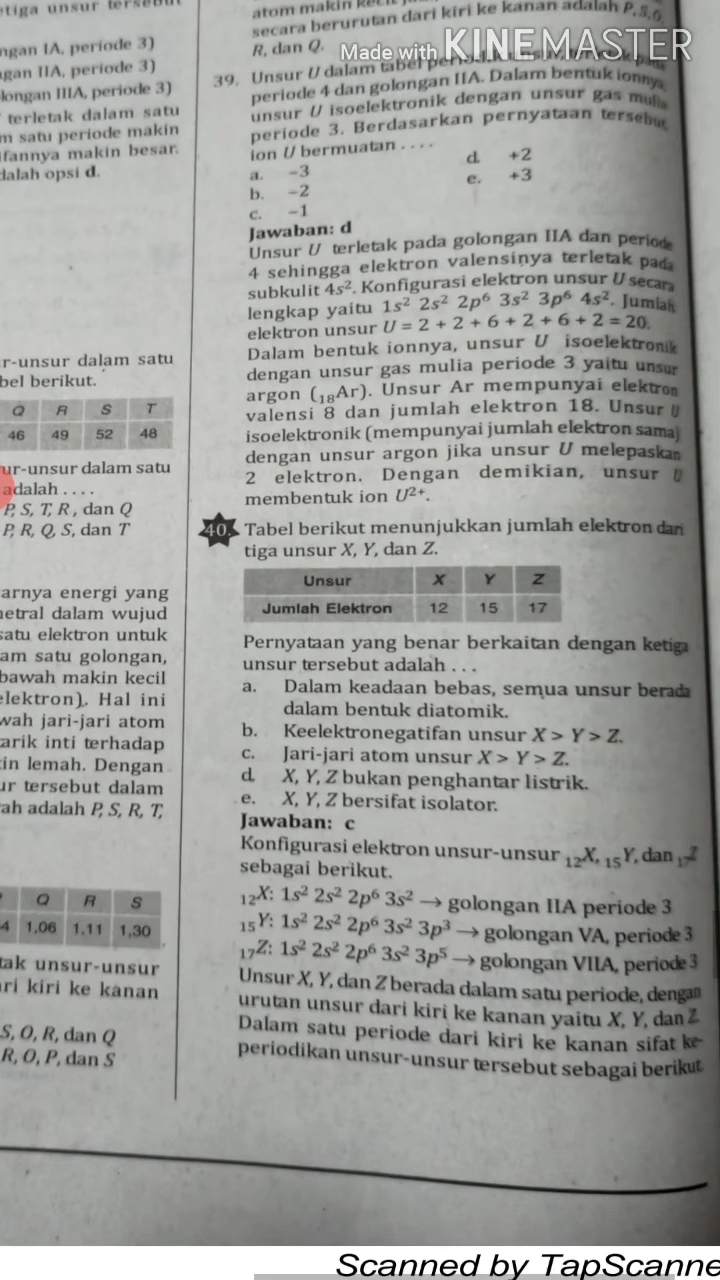 etiga unsur tersebut
ngan IA, periode 3)
gan IIA, periode 3)
longan IIIA, periode 3)
terletak dalam satu
m satu periode makin
ifannya makin besar.
dalah opsi d.
r-unsur dalam satu
bel berikut.
Q R S T
46 49 52 48
ur-unsur dalam satu
adalah . . . .
P, S, T, R, dan Q
P, R, Q, S, dan T
arnya energi yang
netral dalam wujud
satu elektron untuk
am satu golongan,
bawah makin kecil
elektron). Hal ini
wah jari-jari atom
tarik inti terhadap
in lemah. Dengan
ur tersebut dalam
ah adalah P, S, R, T,
Q R S
4 1,06 1,11 1,30
tak unsur-unsur
ri kiri ke kanan
S, O, R, dan Q
R, O, P, dan S
atom makin
secara berurutan dari kiri ke kanan adalah P, S, O,
R, dan Q.
Made with KINEMASTER
39. Unsur U dalam tabel
periode 4 dan golongan IIA. Dalam bentuk ionnya,
unsur U isoelektronik dengan unsur gas mulia
periode 3. Berdasarkan pernyataan tersebut,
ion U bermuatan . . . .
a. −3 d. +2
b. −2 e. +3
c. −1
Jawaban: d
Unsur U terletak pada golongan IIA dan periode
4 sehingga elektron valensinya terletak pada
subkulit 4s². Konfigurasi elektron unsur U secara
lengkap yaitu 1s² 2s² 2p⁶ 3s² 3p⁶ 4s². Jumlah
elektron unsur U = 2 + 2 + 6 + 2 + 6 + 2 = 20.
Dalam bentuk ionnya, unsur U isoelektronik
dengan unsur gas mulia periode 3 yaitu unsur
argon (₁₈Ar). Unsur Ar mempunyai elektron
valensi 8 dan jumlah elektron 18. Unsur U
isoelektronik (mempunyai jumlah elektron sama)
dengan unsur argon jika unsur U melepaskan
2 elektron. Dengan demikian, unsur U
membentuk ion U²⁺.
40. Tabel berikut menunjukkan jumlah elektron dari
tiga unsur X, Y, dan Z.
Unsur X Y Z
Jumlah Elektron 12 15 17
Pernyataan yang benar berkaitan dengan ketiga
unsur tersebut adalah . . .
a. Dalam keadaan bebas, semua unsur berada
dalam bentuk diatomik.
b. Keelektronegatifan unsur X > Y > Z.
c. Jari-jari atom unsur X > Y > Z.
d. X, Y, Z bukan penghantar listrik.
e. X, Y, Z bersifat isolator.
Jawaban: c
Konfigurasi elektron unsur-unsur ₁₂X, ₁₅Y, dan ₁₇Z
sebagai berikut.
₁₂X: 1s² 2s² 2p⁶ 3s² → golongan IIA periode 3
₁₅Y: 1s² 2s² 2p⁶ 3s² 3p³ → golongan VA, periode 3
₁₇Z: 1s² 2s² 2p⁶ 3s² 3p⁵ → golongan VIIA, periode 3
Unsur X, Y, dan Z berada dalam satu periode, dengan
urutan unsur dari kiri ke kanan yaitu X, Y, dan Z.
Dalam satu periode dari kiri ke kanan sifat ke-
periodikan unsur-unsur tersebut sebagai berikut.
Scanned by TapScanne